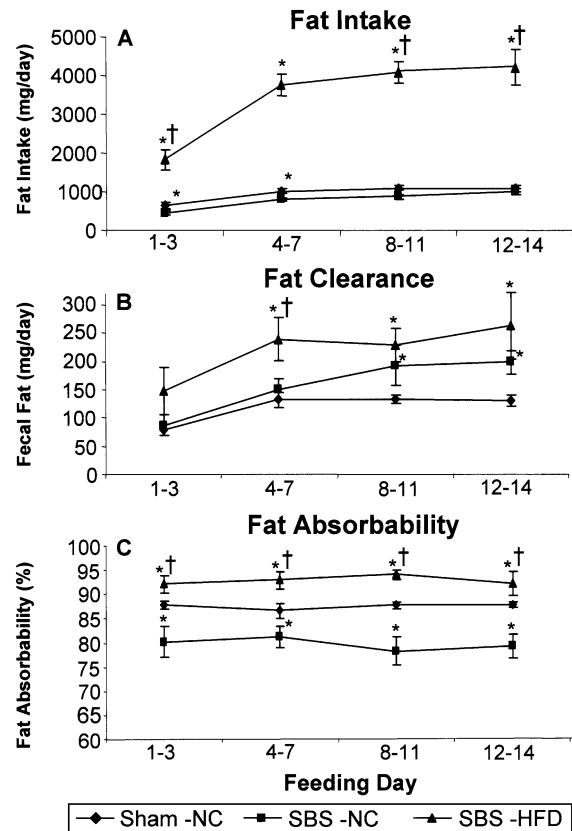 A Fat Intake
Fat Intake (mg/day)
5000
4000
3000
2000
1000
0
*†
*
*†
*†
*
*
1-3 4-7 8-11 12-14
B Fat Clearance
Fecal Fat (mg/day)
300
250
200
150
100
50
0
*†
*
*
*
*
1-3 4-7 8-11 12-14
C Fat Absorbability
Fat Absorbability (%)
95
90
85
80
75
70
65
60
*† *† *† *†
* * * *
1-3 4-7 8-11 12-14
Feeding Day
Sham -NC SBS -NC SBS -HFD